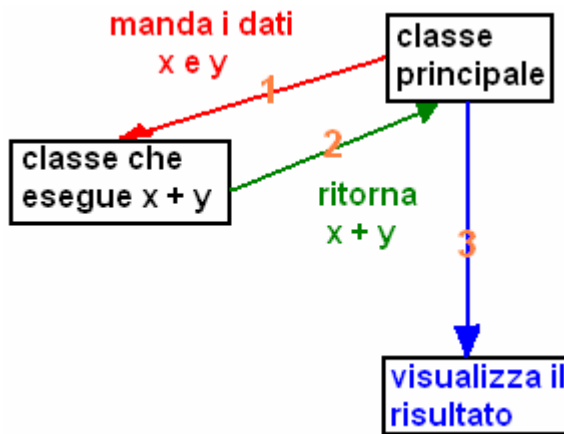 manda i dati
x e y
1
classe
principale
classe che
esegue x + y
2
ritorna
x + y
3
visualizza il
risultato